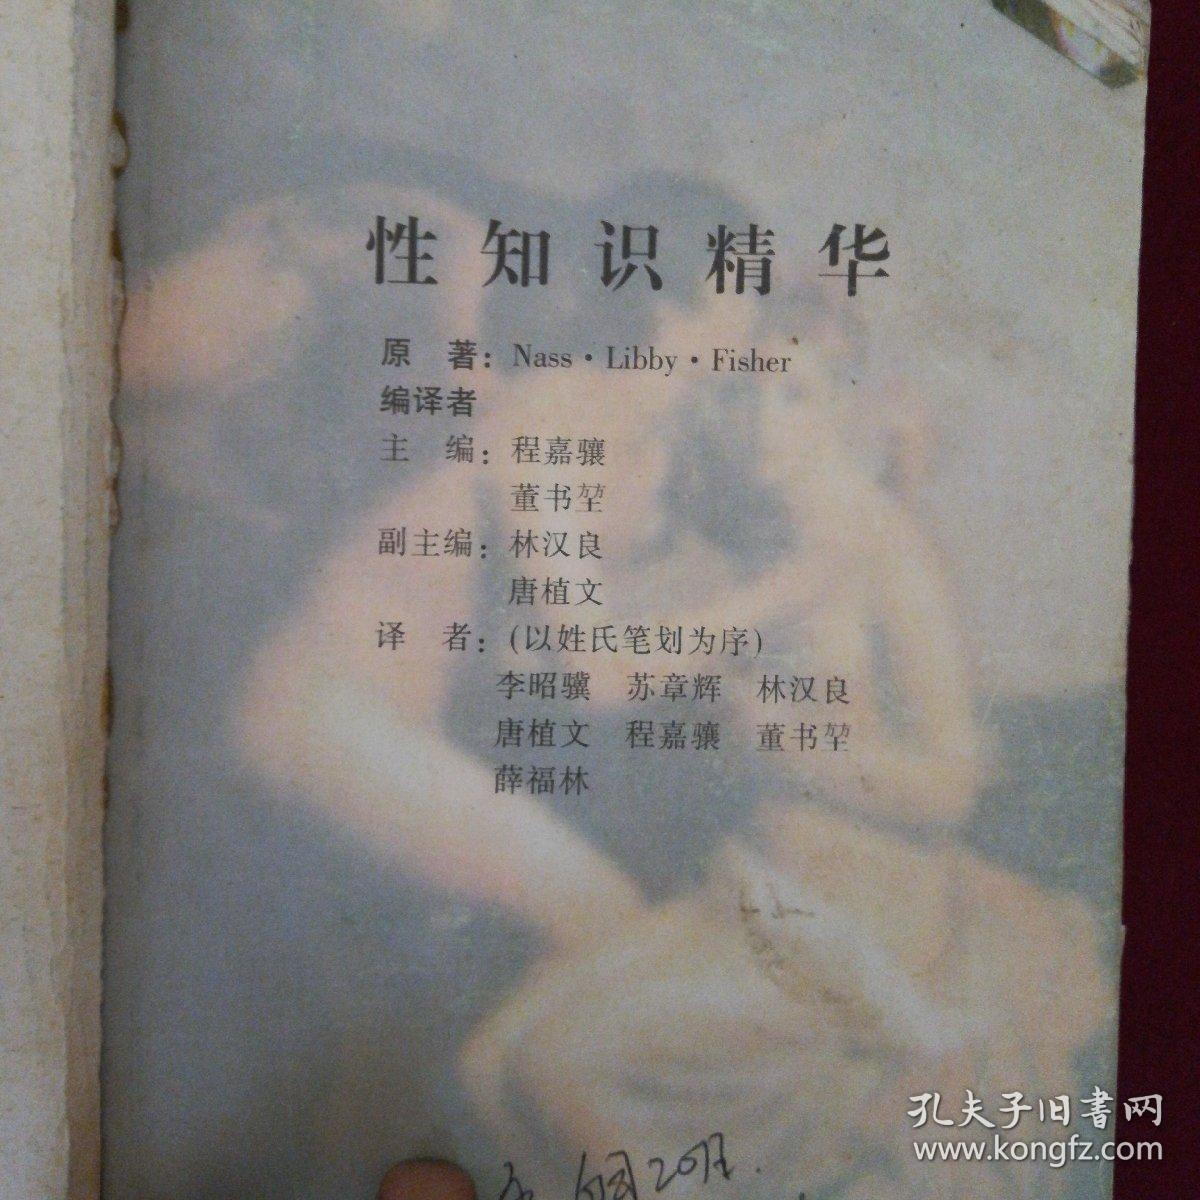 性知识精华
原 著：Nass·Libby·Fisher
编译者
主 编：程嘉骧
董书堃
副主编：林汉良
唐植文
译 者：(以姓氏笔划为序)
李昭骥 苏章辉 林汉良
唐植文 程嘉骧 董书堃
薛福林
孔夫子旧書网
www.kongfz.com